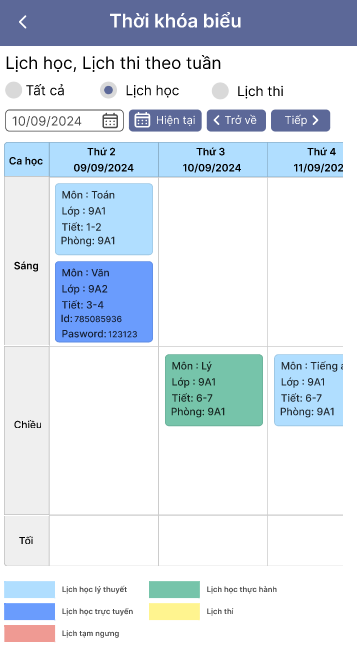 Thời khóa biểu
Lịch học, Lịch thi theo tuần
Tất cả
Lịch học
Lịch thi
10/09/2024
Hiện tại
Trở về
Tiếp
Ca học
Thứ 2
09/09/2024
Thứ 3
10/09/2024
Thứ 4
11/09/202
Sáng
Môn : Toán
Lớp : 9A1
Tiết: 1-2
Phòng: 9A1
Môn : Văn
Lớp : 9A2
Tiết: 3-4
Id: 785085936
Pasword: 123123
Chiều
Môn : Lý
Lớp : 9A1
Tiết: 6-7
Phòng: 9A1
Môn : Tiếng a
Lớp : 9A1
Tiết: 6-7
Phòng: 9A1
Tối
Lịch học lý thuyết
Lịch học thực hành
Lịch học trực tuyến
Lịch thi
Lịch tạm ngưng